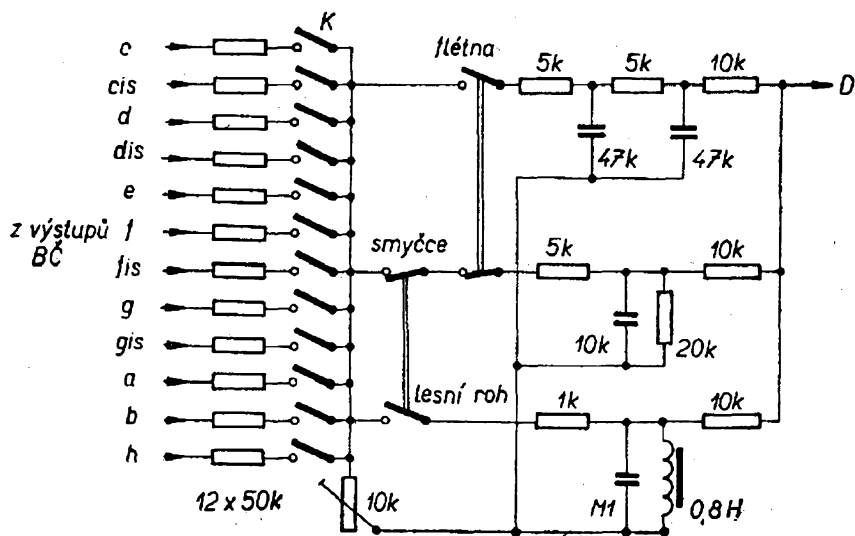 c
K
flétna
5k
5k
10k
D
cis
d
47k
47k
dis
e
z výstupů
BČ
f
smyčce
fis
5k
10k
g
gis
10k
20k
a
lesní roh
1k
10k
b
h
12 x 50k
10k
M1
0,8H